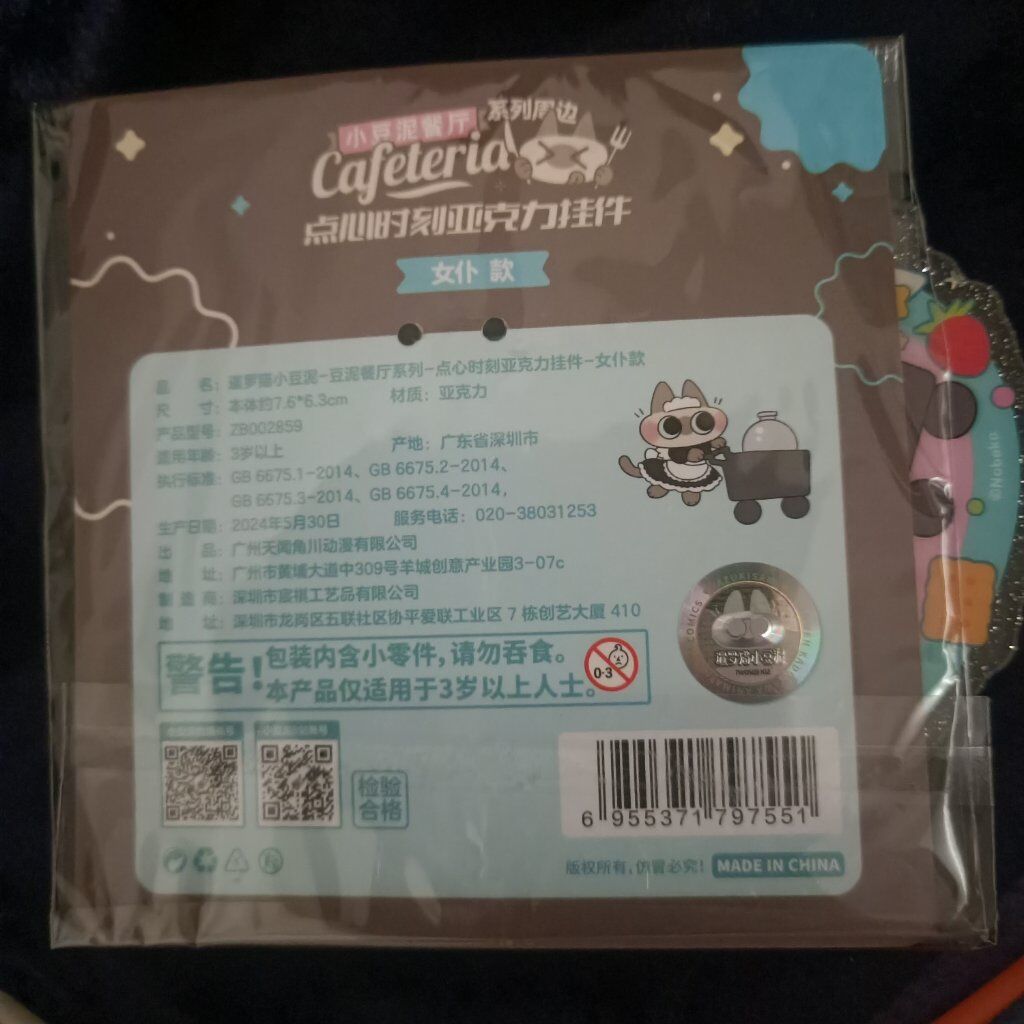 小豆泥餐厅 系列周边
Cafeteria
点心时刻亚克力挂件
女仆 款
品 名：暹罗猫小豆泥-豆泥餐厅系列-点心时刻亚克力挂件-女仆款
尺 寸：本体约7.6*6.3cm 材质：亚克力
产品型号：ZB002859
适用年龄：3岁以上 产地：广东省深圳市
执行标准：GB 6675.1-2014、GB 6675.2-2014、
GB 6675.3-2014、GB 6675.4-2014，
生产日期：2024年5月30日 服务电话：020-38031253
出 品：广州天闻角川动漫有限公司
地 址：广州市黄埔大道中309号羊城创意产业园3-07c
制 造 商：深圳市宸祺工艺品有限公司
地 址：深圳市龙岗区五联社区协平爱联工业区 7 栋创艺大厦 410
警告！包装内含小零件，请勿吞食。
本产品仅适用于3岁以上人士。
0-3
暹罗猫小豆泥
COMICS
检验
合格
6 955371 797551
版权所有，仿冒必究！ MADE IN CHINA
©Nobeko